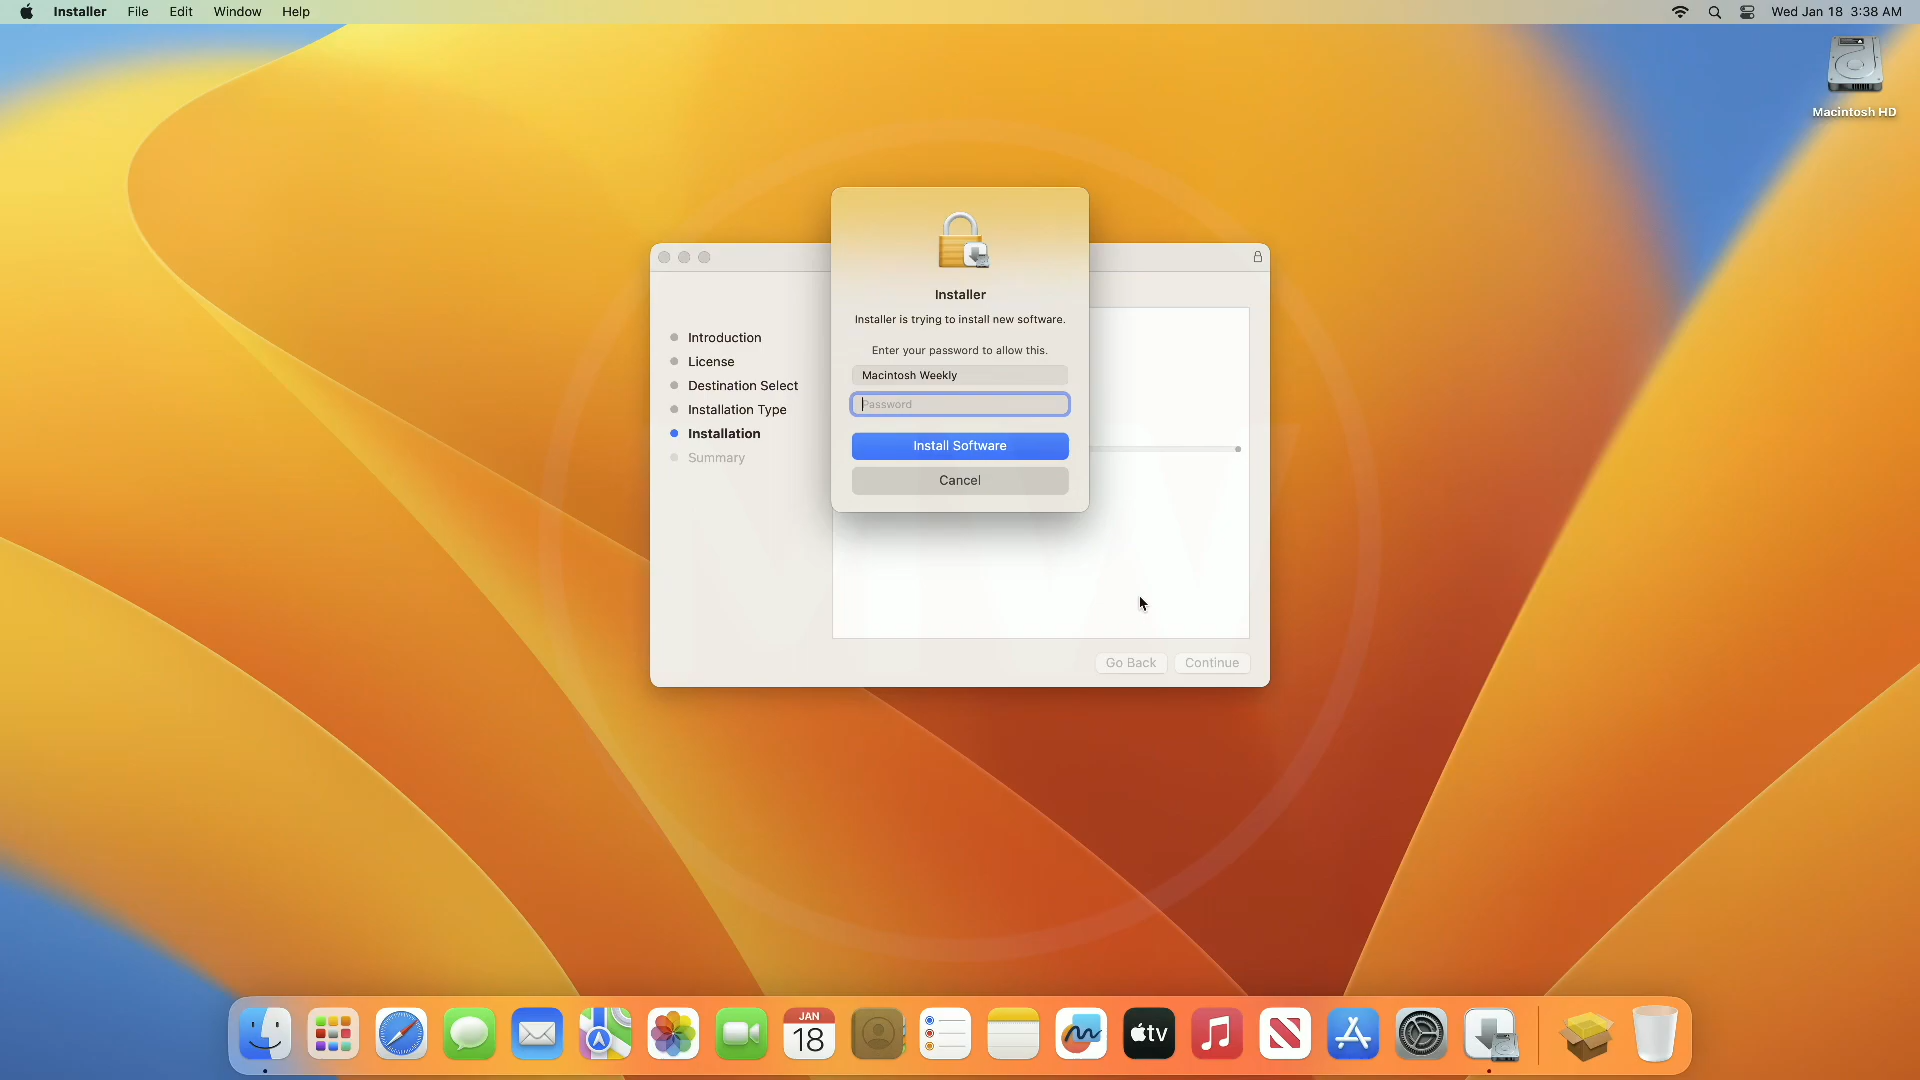 Installer File Edit Window Help Wed Jan 18 3:38 AM
Macintosh HD
Installer
Installer is trying to install new software.
Enter your password to allow this.
Macintosh Weekly
Password
Install Software
Cancel
Introduction
License
Destination Select
Installation Type
Installation
Summary
Go Back Continue
JAN
18
tv